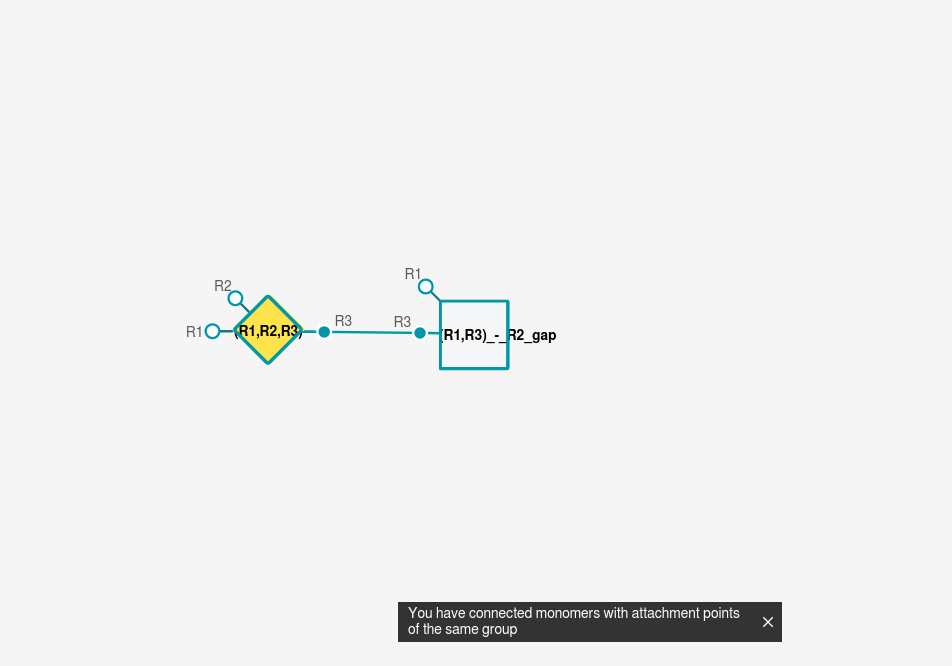 R1
R2
R3
R3
R1
(R1,R2,R3)
(R1,R3)_-_R2_gap
R1
You have connected monomers with attachment points
of the same group